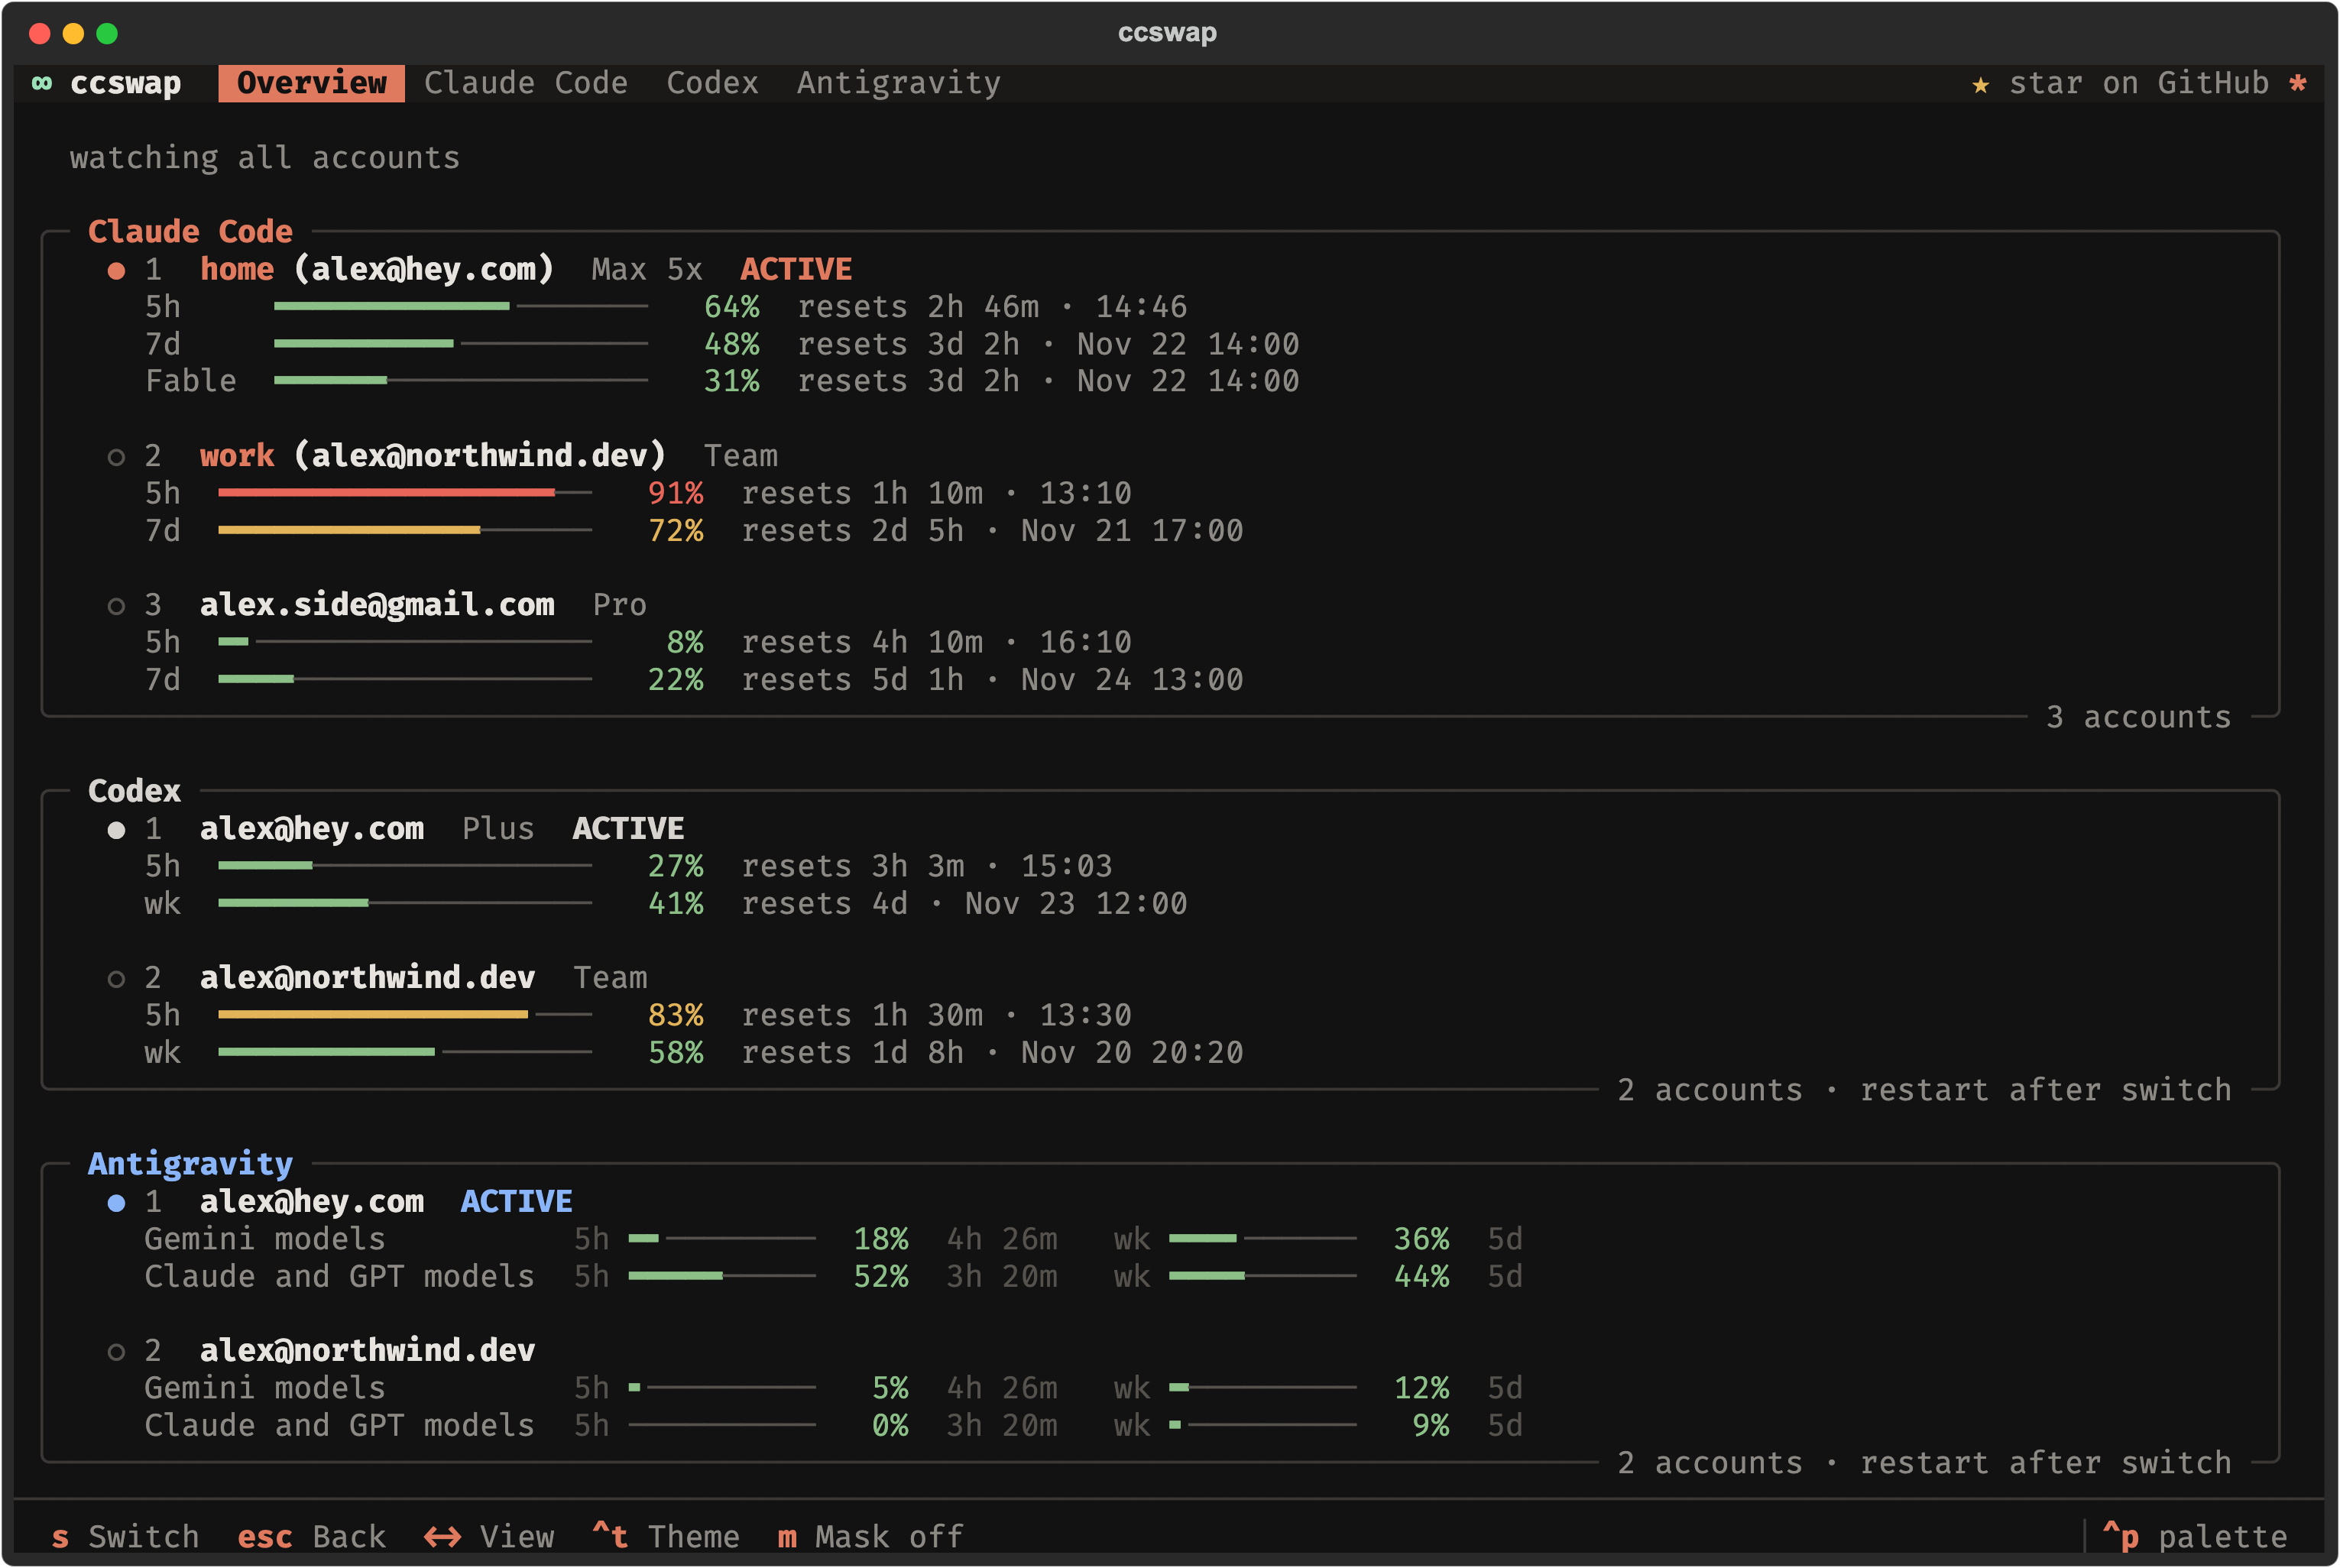 ccswap
∞ ccswap Overview Claude Code Codex Antigravity ★ star on GitHub *
watching all accounts
Claude Code
● 1 home (alex@hey.com) Max 5x ACTIVE
5h 64% resets 2h 46m · 14:46
7d 48% resets 3d 2h · Nov 22 14:00
Fable 31% resets 3d 2h · Nov 22 14:00
○ 2 work (alex@northwind.dev) Team
5h 91% resets 1h 10m · 13:10
7d 72% resets 2d 5h · Nov 21 17:00
○ 3 alex.side@gmail.com Pro
5h 8% resets 4h 10m · 16:10
7d 22% resets 5d 1h · Nov 24 13:00
3 accounts
Codex
● 1 alex@hey.com Plus ACTIVE
5h 27% resets 3h 3m · 15:03
wk 41% resets 4d · Nov 23 12:00
○ 2 alex@northwind.dev Team
5h 83% resets 1h 30m · 13:30
wk 58% resets 1d 8h · Nov 20 20:20
2 accounts · restart after switch
Antigravity
● 1 alex@hey.com ACTIVE
Gemini models 5h 18% 4h 26m wk 36% 5d
Claude and GPT models 5h 52% 3h 20m wk 44% 5d
○ 2 alex@northwind.dev
Gemini models 5h 5% 4h 26m wk 12% 5d
Claude and GPT models 5h 0% 3h 20m wk 9% 5d
2 accounts · restart after switch
s Switch esc Back ↔ View ^t Theme m Mask off ^p palette